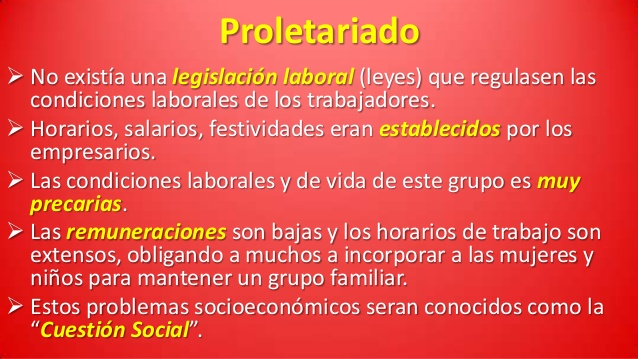 Proletariado
➢ No existía una legislación laboral (leyes) que regulasen las
condiciones laborales de los trabajadores.
➢ Horarios, salarios, festividades eran establecidos por los
empresarios.
➢ Las condiciones laborales y de vida de este grupo es muy
precarias.
➢ Las remuneraciones son bajas y los horarios de trabajo son
extensos, obligando a muchos a incorporar a las mujeres y
niños para mantener un grupo familiar.
➢ Estos problemas socioeconómicos seran conocidos como la
“Cuestión Social”.